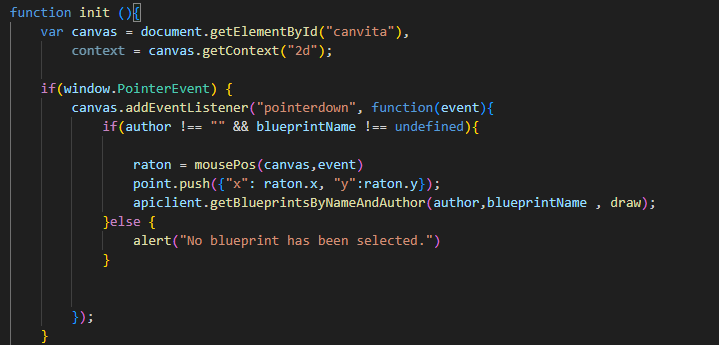 function init (){
    var canvas = document.getElementById("canvita"),
        context = canvas.getContext("2d");
    if(window.PointerEvent) {
        canvas.addEventListener("pointerdown", function(event){
            if(author !== "" && blueprintName !== undefined){
                raton = mousePos(canvas,event)
                point.push({"x": raton.x, "y":raton.y});
                apiclient.getBlueprintsByNameAndAuthor(author,blueprintName , draw);
            }else {
                alert("No blueprint has been selected.")
            }
        });
    }